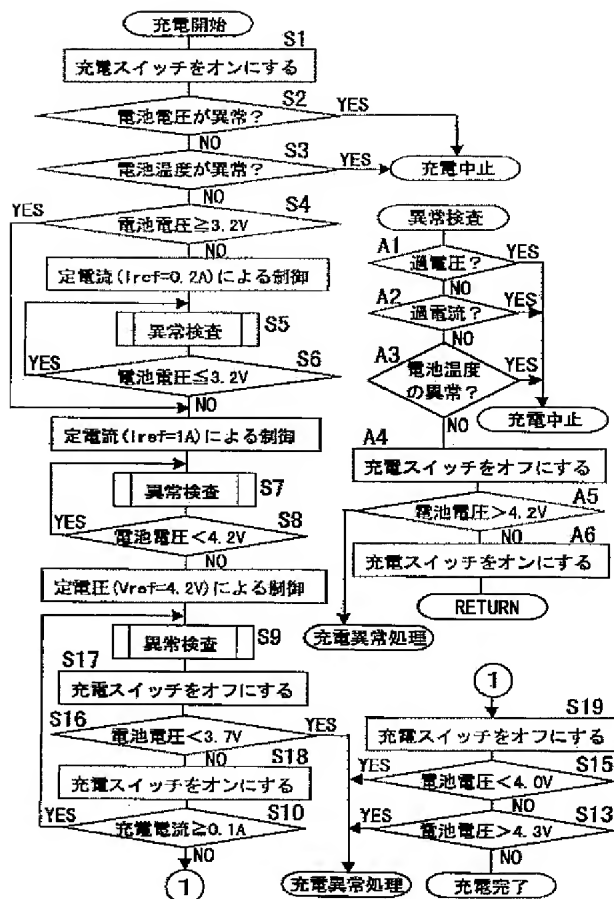 充電開始
S1
充電スイッチをオンにする
S2
電池電圧が異常?
YES
NO
S3
電池温度が異常?
YES
充電中止
NO
YES
S4
電池電圧≧3.2V
NO
定電流(Iref=0.2A)による制御
異常検査
S5
YES
S6
電池電圧≦3.2V
NO
定電流(Iref=1A)による制御
異常検査
S7
YES
S8
電池電圧<4.2V
NO
定電圧(Vref=4.2V)による制御
異常検査
S9
S17
充電スイッチをオフにする
S16
電池電圧<3.7V
YES
NO
S18
充電スイッチをオンにする
YES
S10
充電電流≧0.1A
NO
1
充電異常処理
異常検査
A1
過電圧?
YES
NO
A2
過電流?
YES
NO
A3
電池温度
の異常?
YES
NO
充電中止
A4
充電スイッチをオフにする
A5
電池電圧>4.2V
YES
NO
A6
充電スイッチをオンにする
RETURN
充電異常処理
1
S19
充電スイッチをオフにする
YES
S15
電池電圧<4.0V
NO
YES
S13
電池電圧>4.3V
NO
充電完了